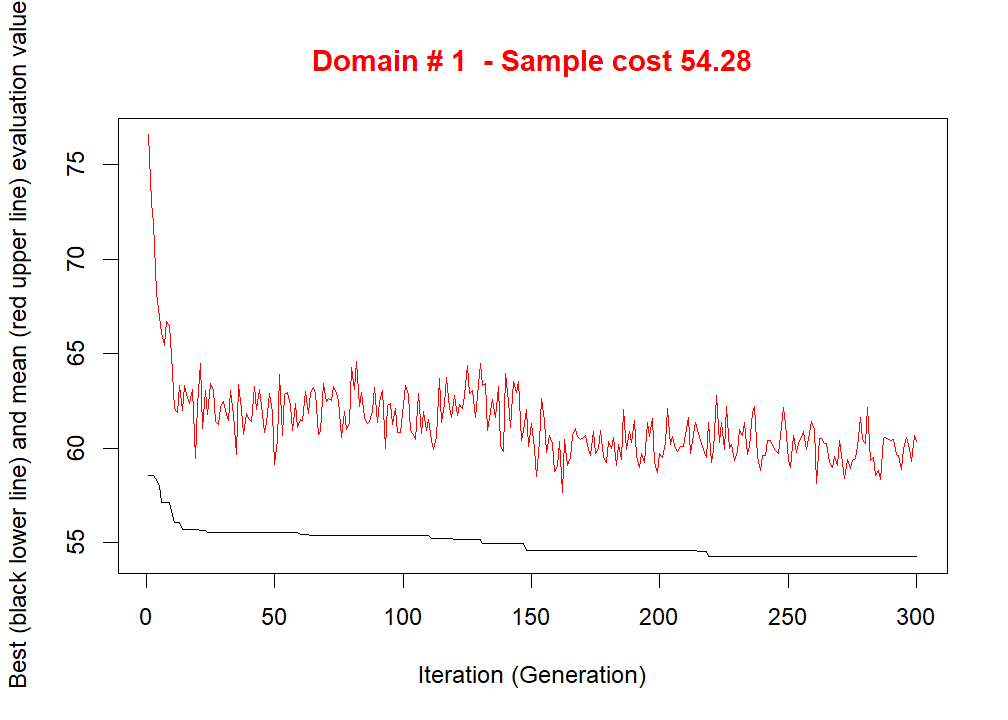 Domain # 1  - Sample cost 54.28
Best (black lower line) and mean (red upper line) evaluation value
75
70
65
60
55
0 50 100 150 200 250 300
Iteration (Generation)